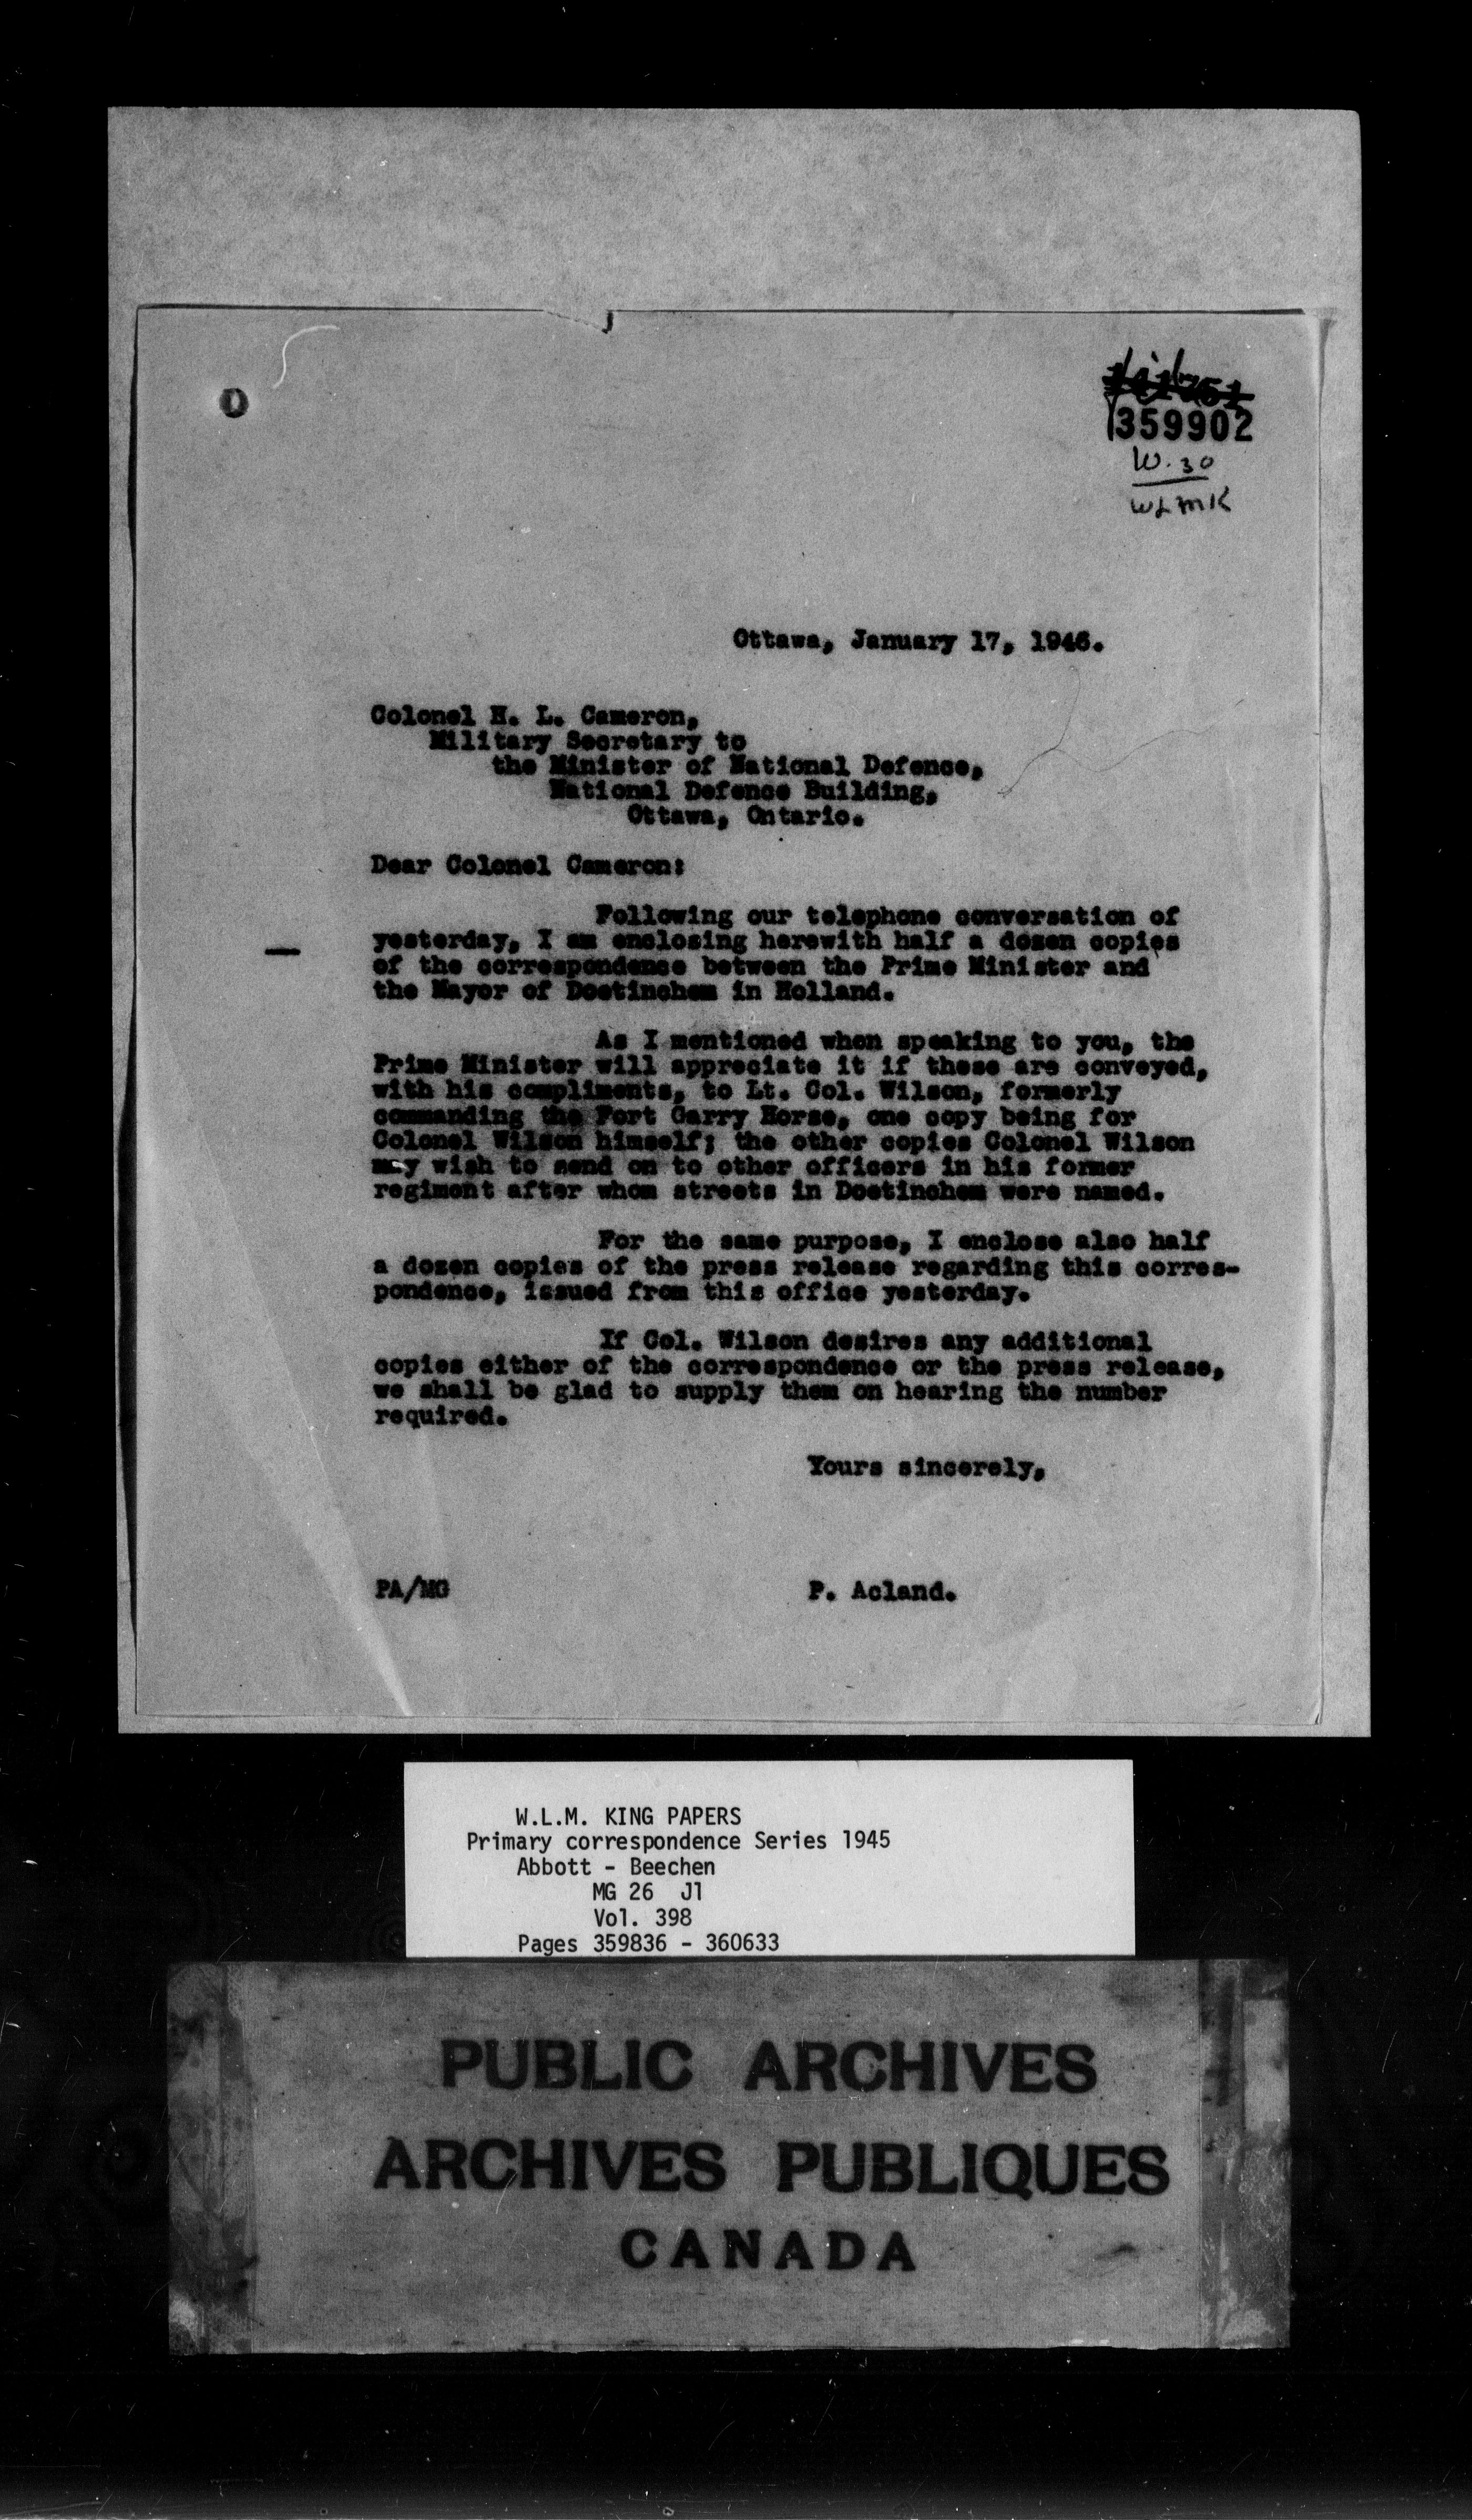 359902
W.30
WLMK
Ottawa, January 17, 1946.
Colonel H. L. Cameron,
Military Secretary to
the Minister of National Defence,
National Defence Building,
Ottawa, Ontario.
Dear Colonel Cameron:
Following our telephone conversation of
yesterday, I am enclosing herewith half a dozen copies
of the correspondence between the Prime Minister and
the Mayor of Doetinchem in Holland.
As I mentioned when speaking to you, the
Prime Minister will appreciate it if these are conveyed,
with his compliments, to Lt. Col. Wilson, formerly
commanding the Fort Garry Horse, one copy being for
Colonel Wilson himself; the other copies Colonel Wilson
may wish to send on to other officers in his former
regiment after whom streets in Doetinchem were named.
For the same purpose, I enclose also half
a dozen copies of the press release regarding this corres-
pondence, issued from this office yesterday.
If Col. Wilson desires any additional
copies either of the correspondence or the press release,
we shall be glad to supply them on hearing the number
required.
Yours sincerely,
PA/MG P. Acland.
W.L.M. KING PAPERS
Primary correspondence Series 1945
Abbott - Beechen
MG 26 J1
Vol. 398
Pages 359836 - 360633
PUBLIC ARCHIVES
ARCHIVES PUBLIQUES
CANADA